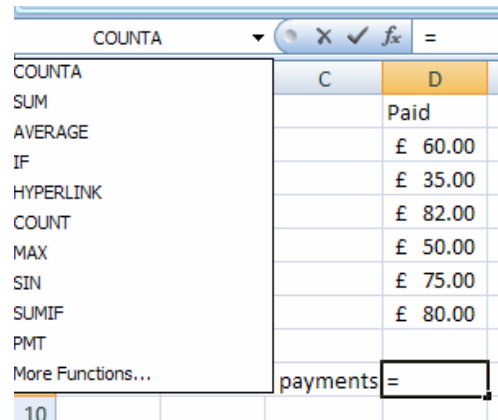 COUNTA fx =
COUNTA C D
SUM Paid
AVERAGE £ 60.00
IF
HYPERLINK £ 35.00
COUNT £ 82.00
MAX £ 50.00
SIN £ 75.00
SUMIF £ 80.00
PMT
More Functions... payments =
10